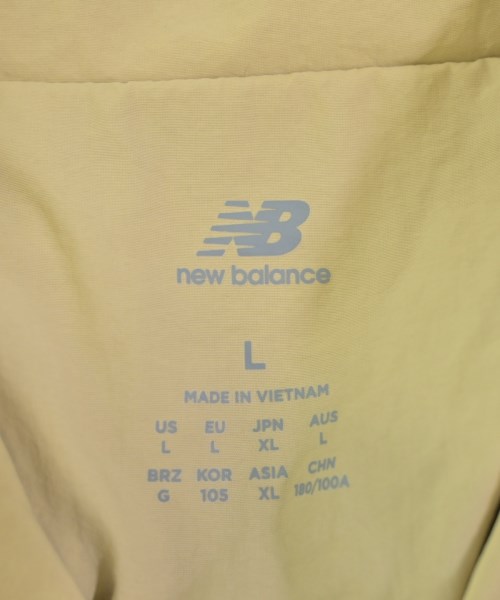 NB
new balance
L
MADE IN VIETNAM
US EU JPN AUS
L L XL L
BRZ KOR ASIA CHN
G 105 XL 180/100A